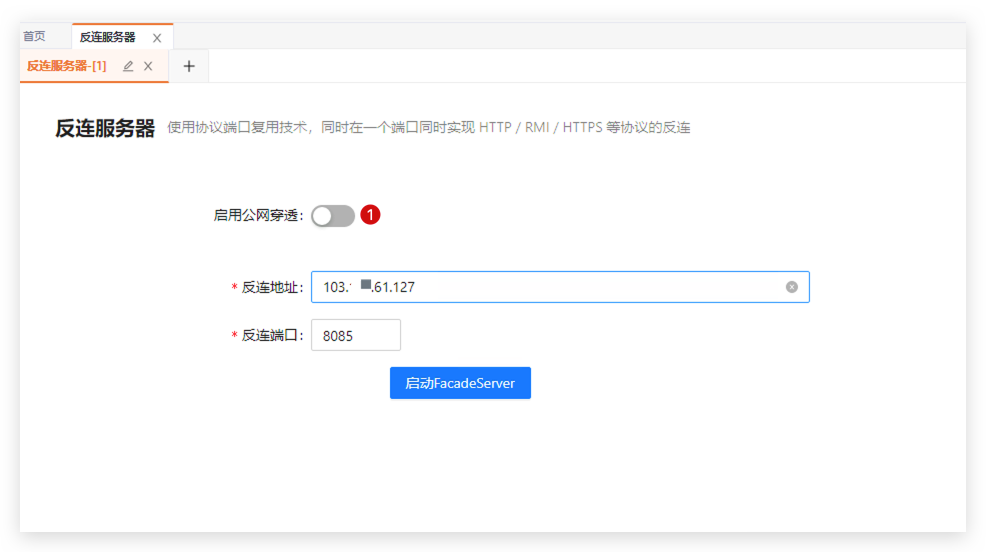 首页
反连服务器
反连服务器-[1]
反连服务器 使用协议端口复用技术，同时在一个端口同时实现 HTTP / RMI / HTTPS 等协议的反连
启用公网穿透： 1
* 反连地址： 103. .61.127
* 反连端口： 8085
启动FacadeServer